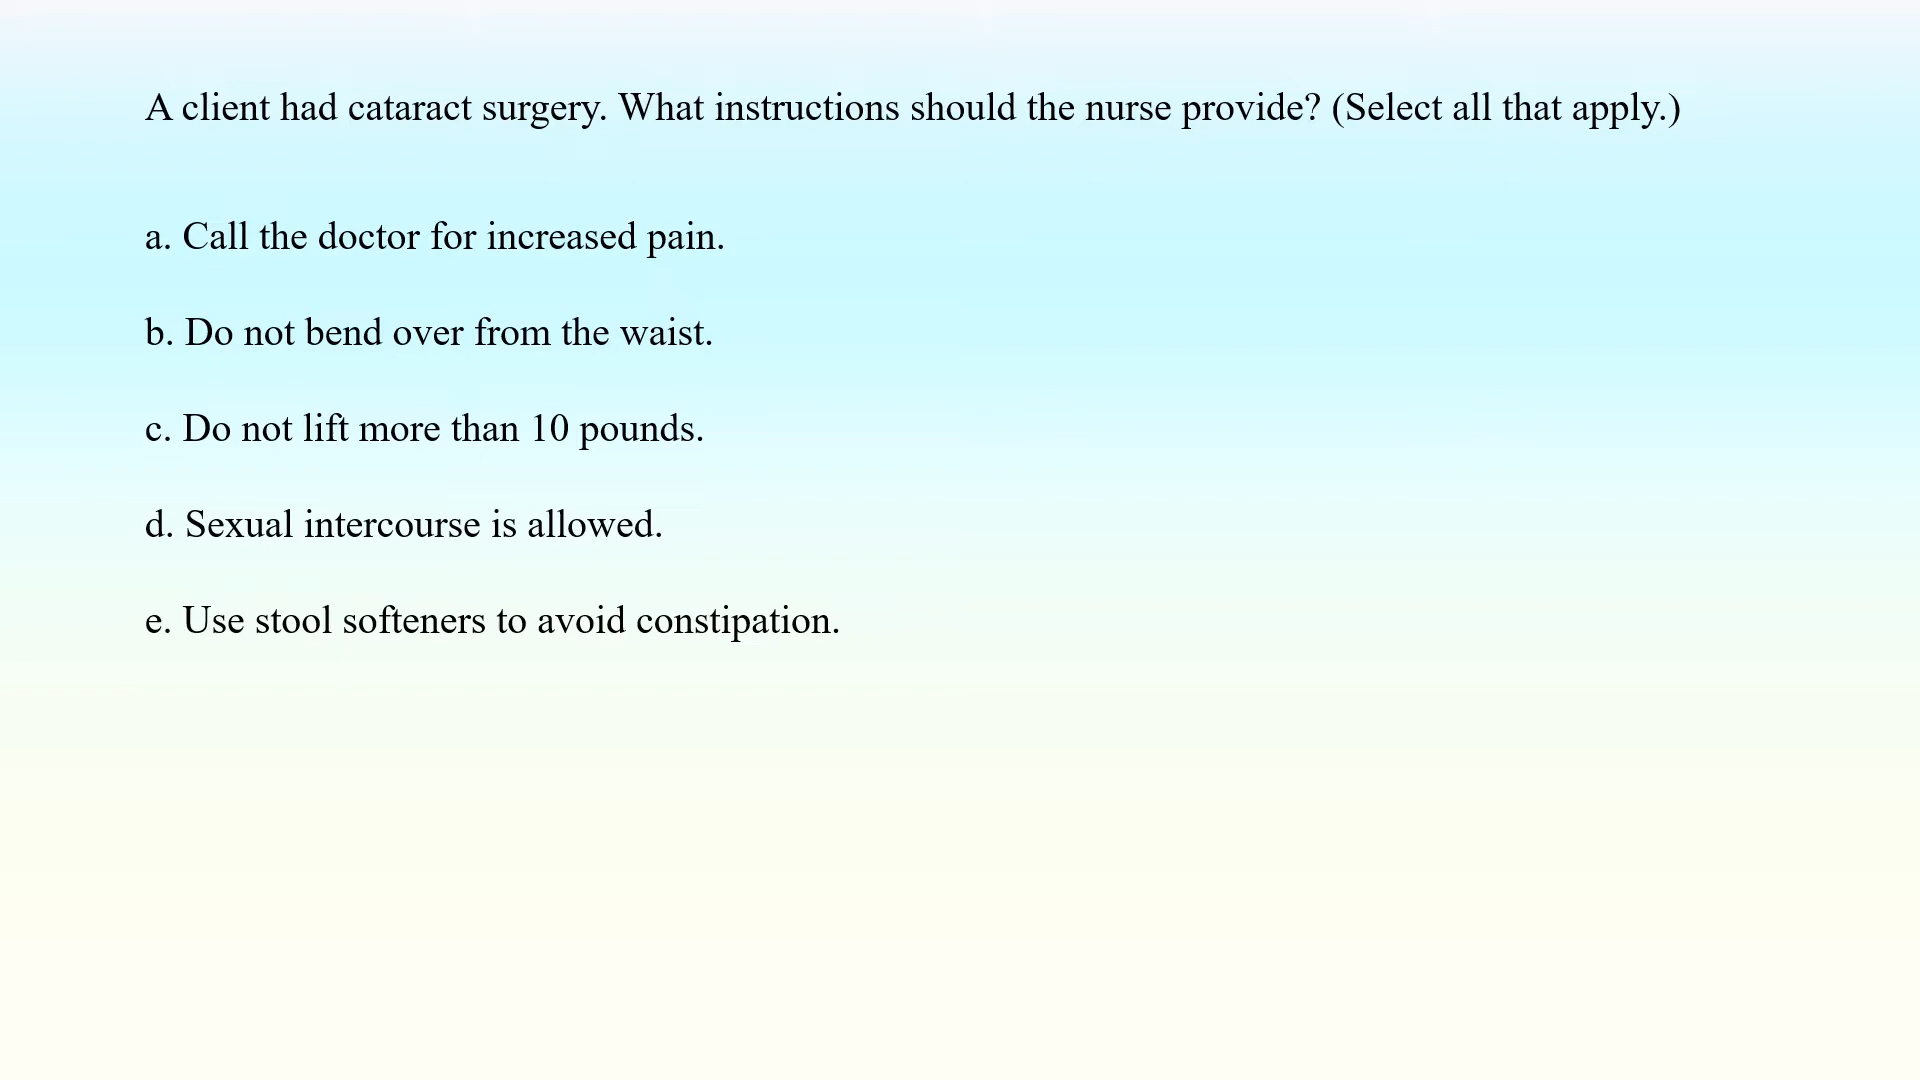 A client had cataract surgery. What instructions should the nurse provide? (Select all that apply.)
a. Call the doctor for increased pain.
b. Do not bend over from the waist.
c. Do not lift more than 10 pounds.
d. Sexual intercourse is allowed.
e. Use stool softeners to avoid constipation.